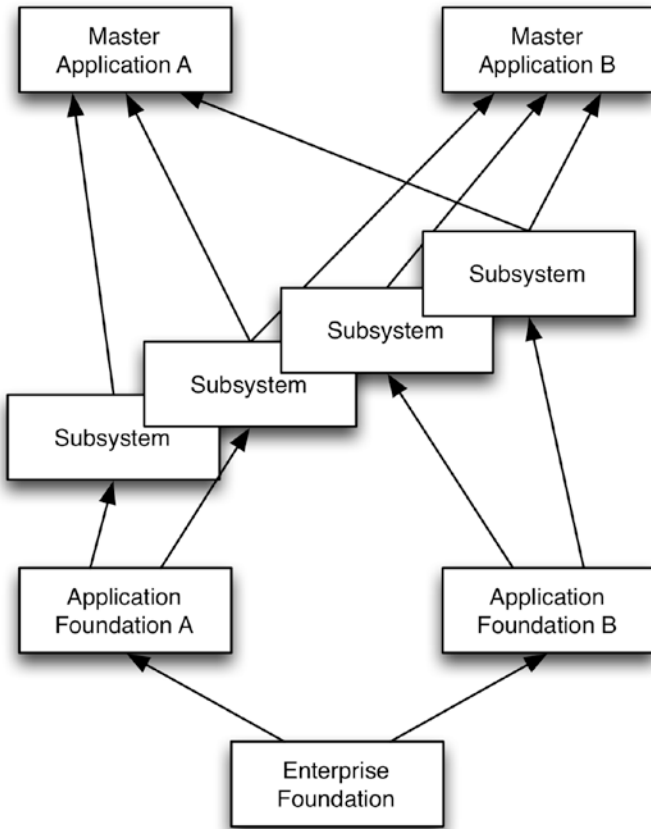 Master
Application A
Master
Application B
Subsystem
Subsystem
Subsystem
Subsystem
Application
Foundation A
Application
Foundation B
Enterprise
Foundation